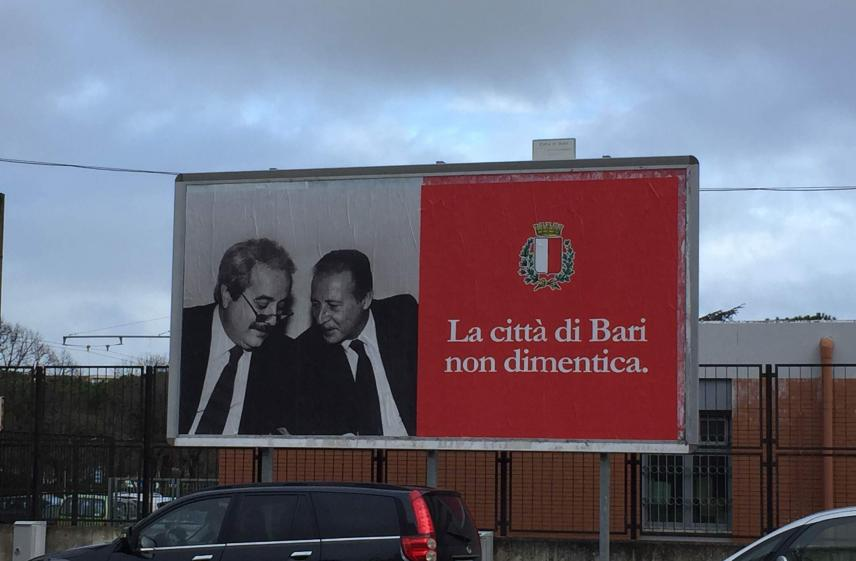 La città di Bari
non dimentica.